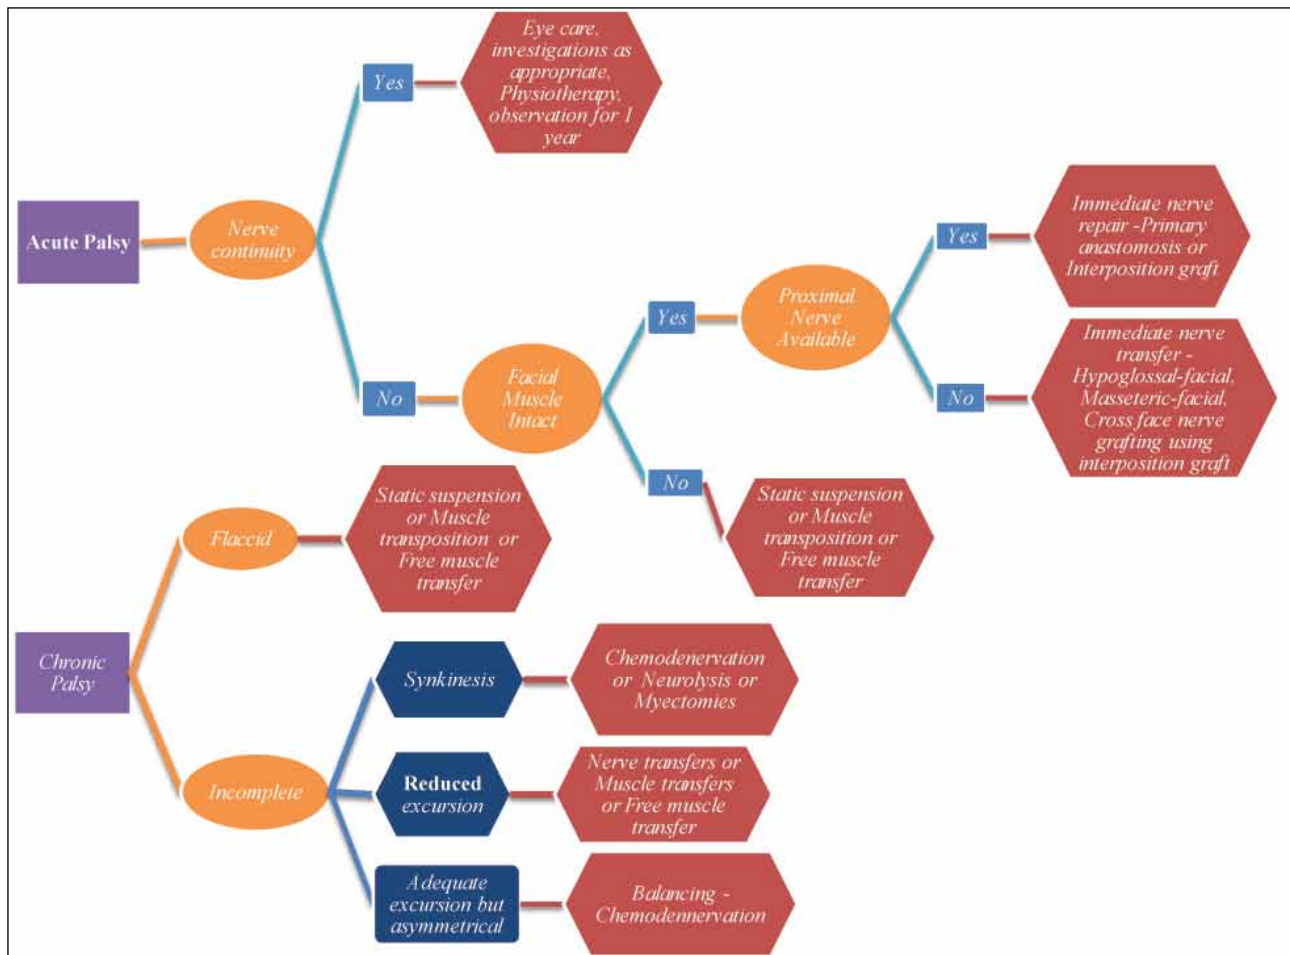 Eye care.
investigations as
appropriate,
Physiotherapy,
observation for 1
year
Yes
Acute Palsy
Nerve
continuity
No
Facial
Muscle
Intact
Yes
Proximal
Nerve
Available
Yes
Immediate nerve
repair -Primary
anastomosis or
Interposition graft
No
Immediate nerve
transfer -
Hypoglossal-facial,
Masseteric-facial,
Cross face nerve
grafting using
interposition graft
No
Static suspension
or Muscle
transposition or
Free muscle
transfer
Chronic
Palsy
Flaccid
Static suspension
or Muscle
transposition or
Free muscle
transfer
Incomplete
Synkinesis
Chemodenervation
or Neurolysis or
Myectomies
Reduced
excursion
Nerve transfers or
Muscle transfers
or Free muscle
transfer
Adequate
excursion but
asymmetrical
Balancing -
Chemodennervation